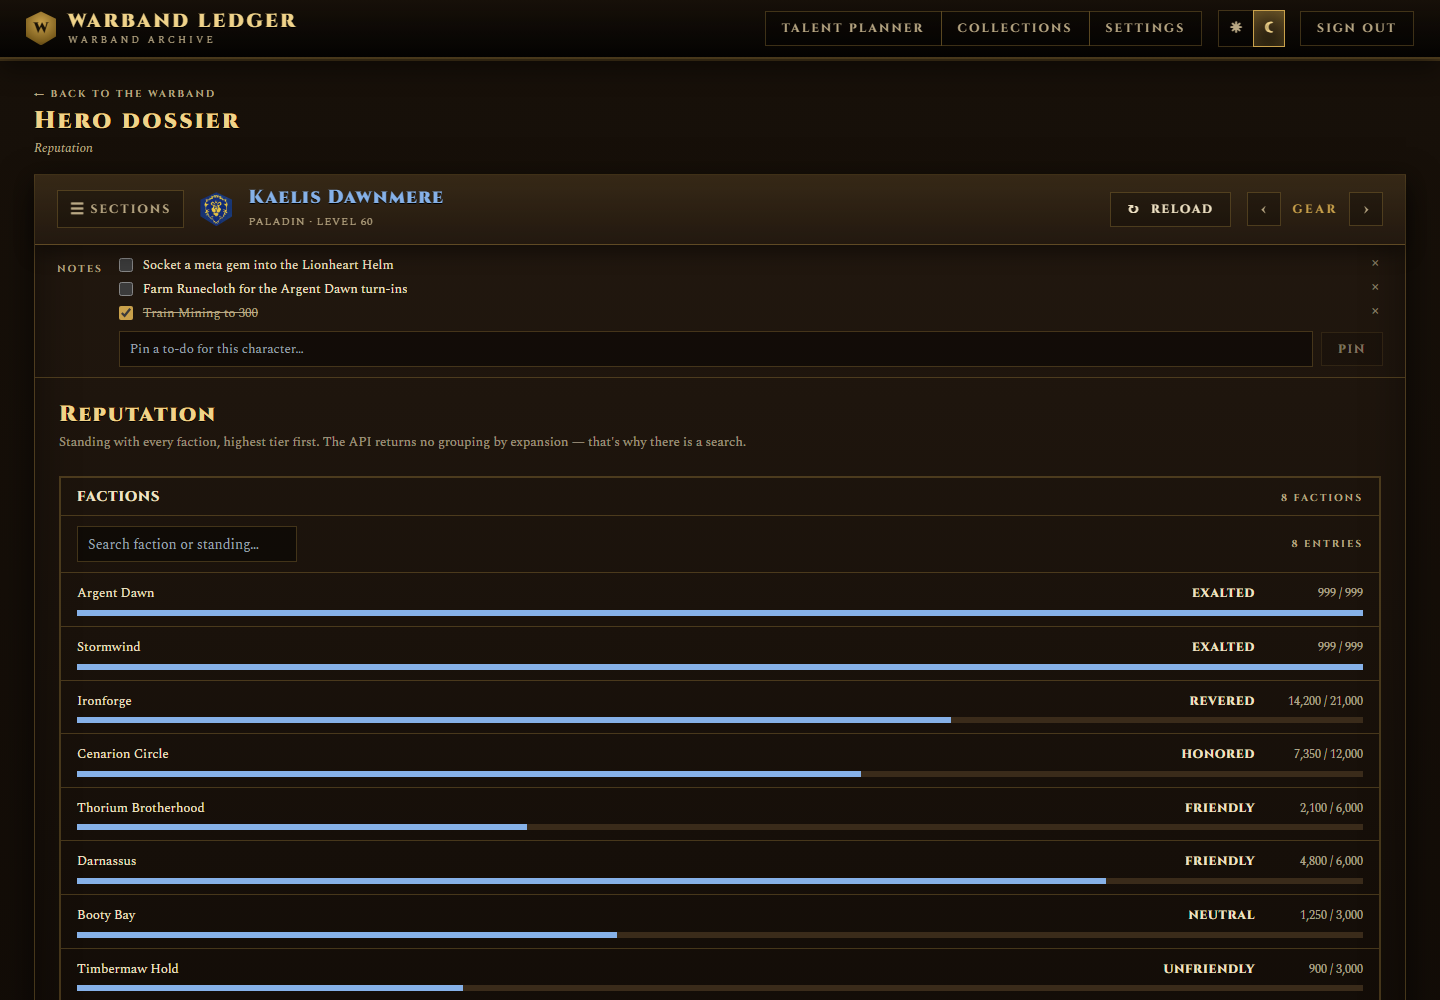 W WARBAND LEDGER
WARBAND ARCHIVE
TALENT PLANNER COLLECTIONS SETTINGS SIGN OUT
← BACK TO THE WARBAND
HERO DOSSIER
Reputation
☰ SECTIONS
KAELIS DAWNMERE
PALADIN · LEVEL 60
↻ RELOAD ‹ GEAR ›
NOTES
Socket a meta gem into the Lionheart Helm ×
Farm Runecloth for the Argent Dawn turn-ins ×
Train Mining to 300 ×
Pin a to-do for this character… PIN
REPUTATION
Standing with every faction, highest tier first. The API returns no grouping by expansion — that's why there is a search.
FACTIONS 8 FACTIONS
Search faction or standing… 8 ENTRIES
Argent Dawn EXALTED 999 / 999
Stormwind EXALTED 999 / 999
Ironforge REVERED 14,200 / 21,000
Cenarion Circle HONORED 7,350 / 12,000
Thorium Brotherhood FRIENDLY 2,100 / 6,000
Darnassus FRIENDLY 4,800 / 6,000
Booty Bay NEUTRAL 1,250 / 3,000
Timbermaw Hold UNFRIENDLY 900 / 3,000